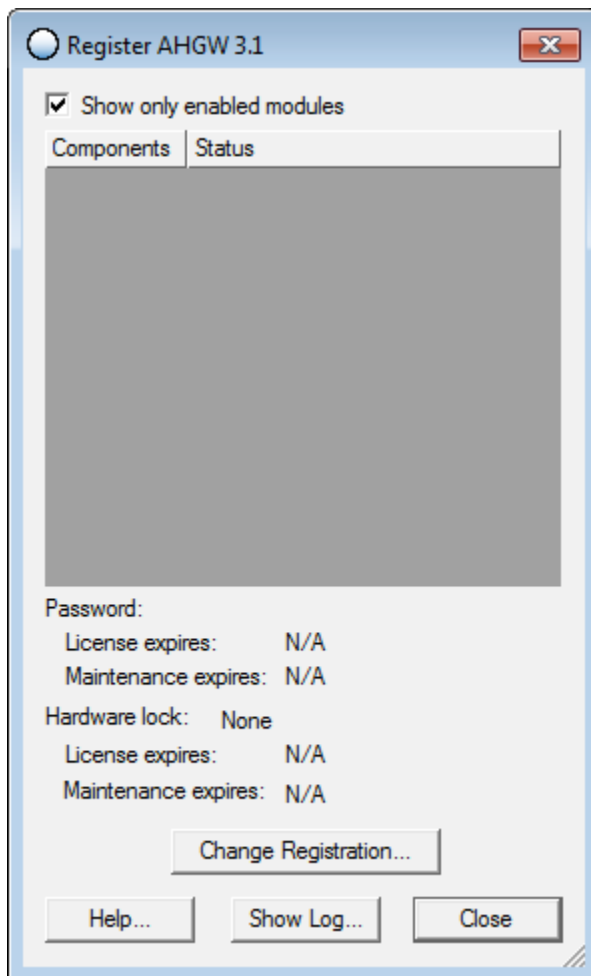 Register AHGW 3.1
Show only enabled modules
Components Status
Password:
License expires: N/A
Maintenance expires: N/A
Hardware lock: None
License expires: N/A
Maintenance expires: N/A
Change Registration...
Help... Show Log... Close